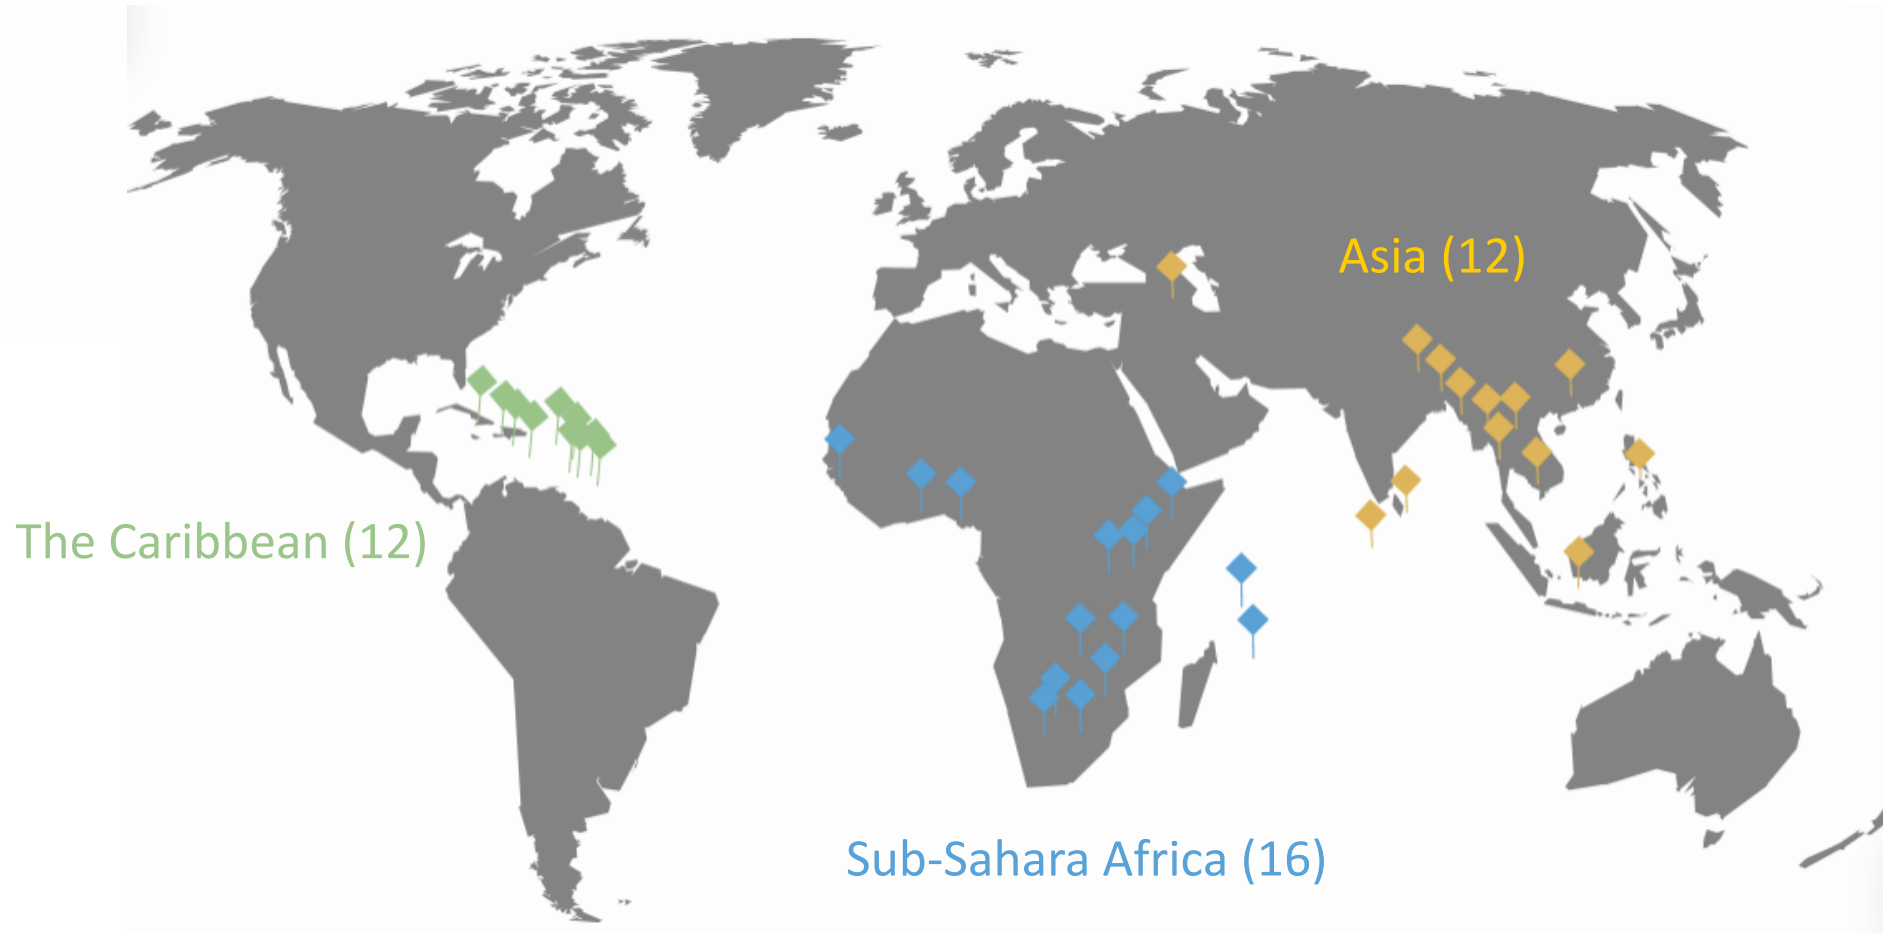 Asia (12)
The Caribbean (12)
Sub-Sahara Africa (16)